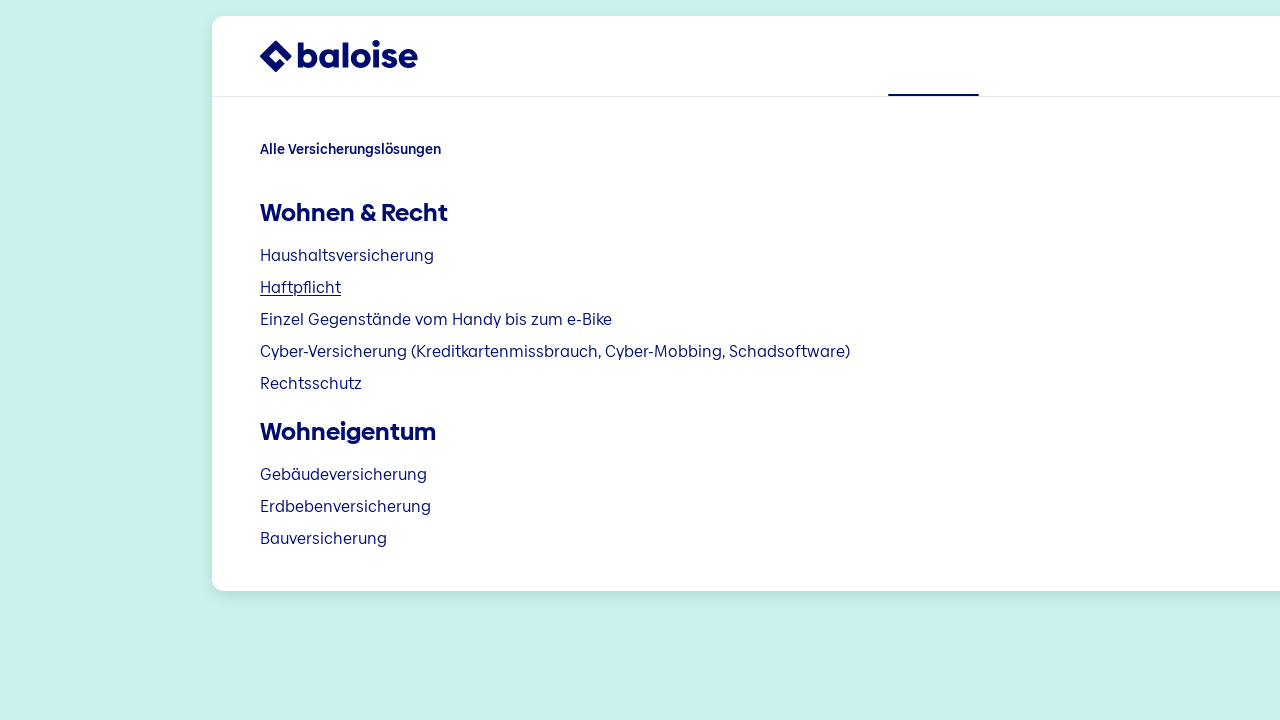 baloise
Alle Versicherungslösungen
Wohnen & Recht
Haushaltsversicherung
Haftpflicht
Einzel Gegenstände vom Handy bis zum e-Bike
Cyber-Versicherung (Kreditkartenmissbrauch, Cyber-Mobbing, Schadsoftware)
Rechtsschutz
Wohneigentum
Gebäudeversicherung
Erdbebenversicherung
Bauversicherung